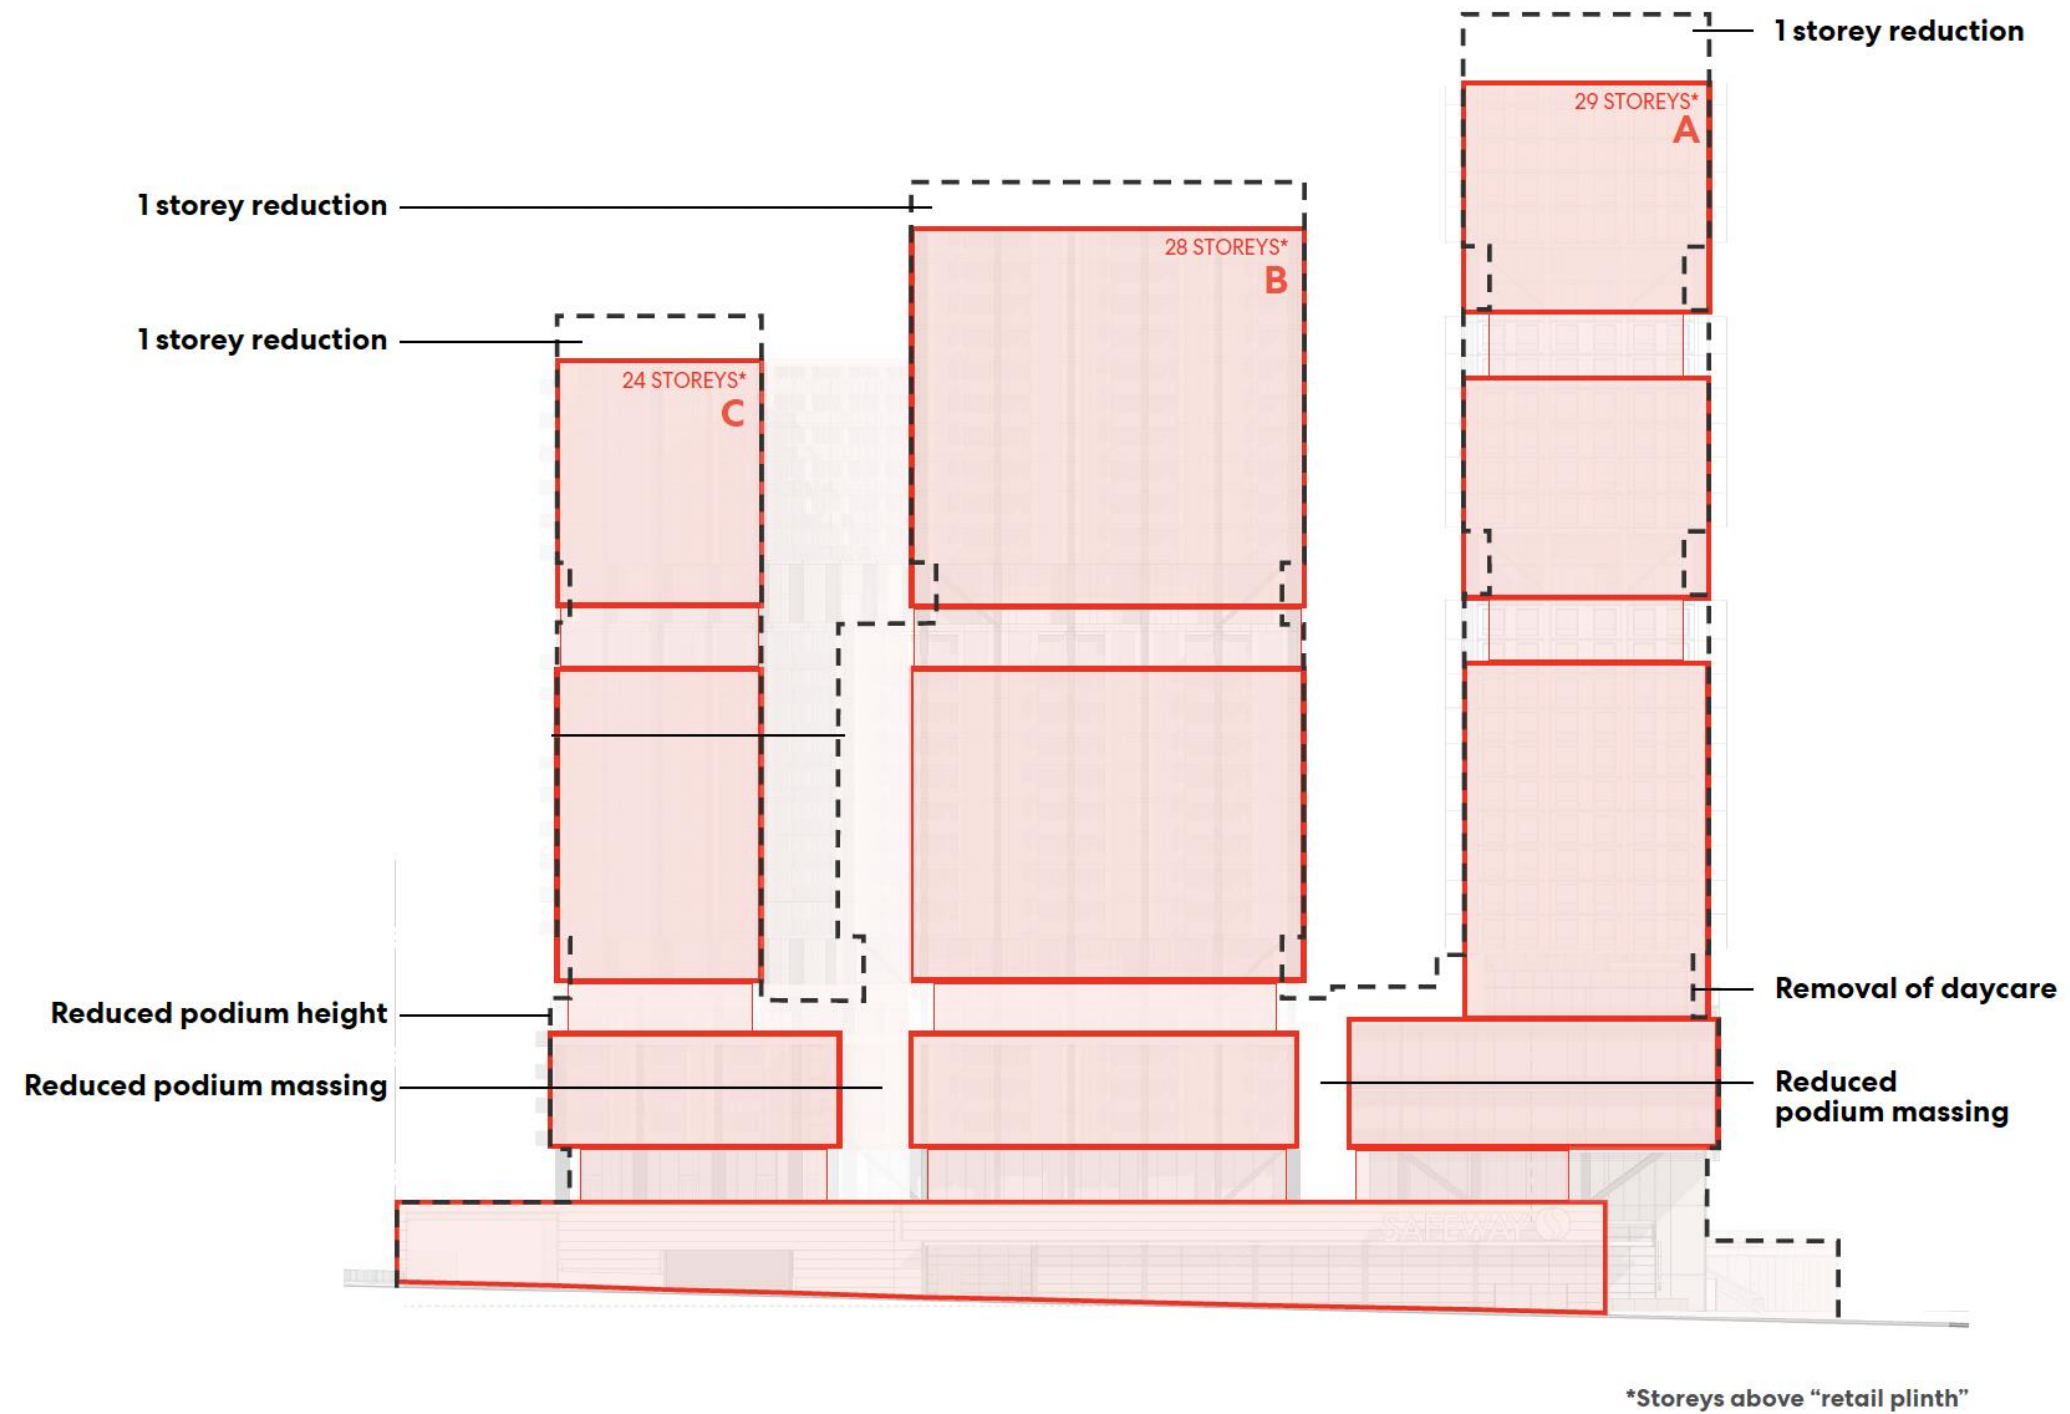 1 storey reduction
29 STOREYS*
A
1 storey reduction
28 STOREYS*
B
1 storey reduction
24 STOREYS*
C
Removal of daycare
Reduced podium height
Reduced podium massing
Reduced
podium massing
SAFEWAY
*Storeys above “retail plinth”